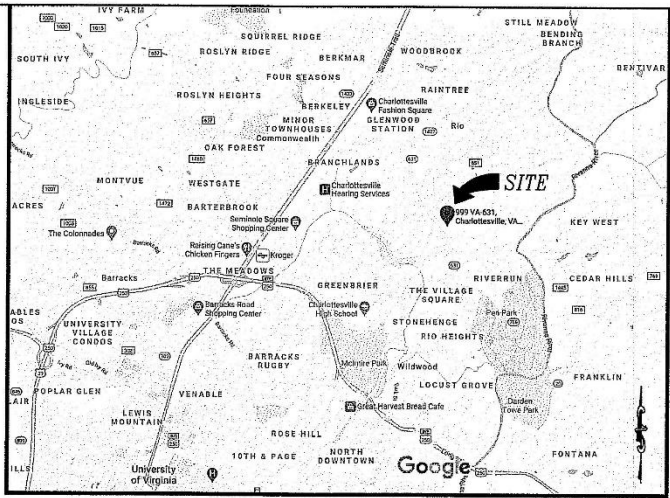 IVY FARM
Foundation
STILL MEADOW
BENDING
BRANCH
SQUIRREL RIDGE
ROSLYN RIDGE
BERKMAR
WOODBROOK
SOUTH IVY
BENTIVAR
FOUR SEASONS
RAINTREE
INGLESIDE
ROSLYN HEIGHTS
BERKELEY
Charlottesville
Fashion Square
MINOR
TOWNHOUSES
GLENWOOD
STATION
Rio
Commonwealth
OAK FOREST
BRANCHLANDS
MONTVUE
WESTGATE
Charlottesville
Hearing Services
SITE
ACRES
BARTERBROOK
999 VA-631,
Charlottesville, VA...
KEY WEST
The Colonnades
Seminole Square
Shopping Center
Raising Cane's
Chicken Fingers
Kroger
Barracks
THE MEADOWS
RIVERRUN
CEDAR HILLS
GREENBRIER
THE VILLAGE
SQUARE
Pen Park
Rivanna River
Barracks Road
Shopping Center
Charlottesville
High School
UNIVERSITY
VILLAGE
CONDOS
STONEHENGE
RIO HEIGHTS
Barracks Rd
BARRACKS
RUGBY
McIntire Park
Wildwood
POPLAR GLEN
VENABLE
LOCUST GROVE
FRANKLIN
Darden
Towe Park
LEWIS
MOUNTAIN
Great Harvest Bread Cafe
ROSE HILL
10TH & PAGE
NORTH
DOWNTOWN
FONTANA
University
of Virginia
Google